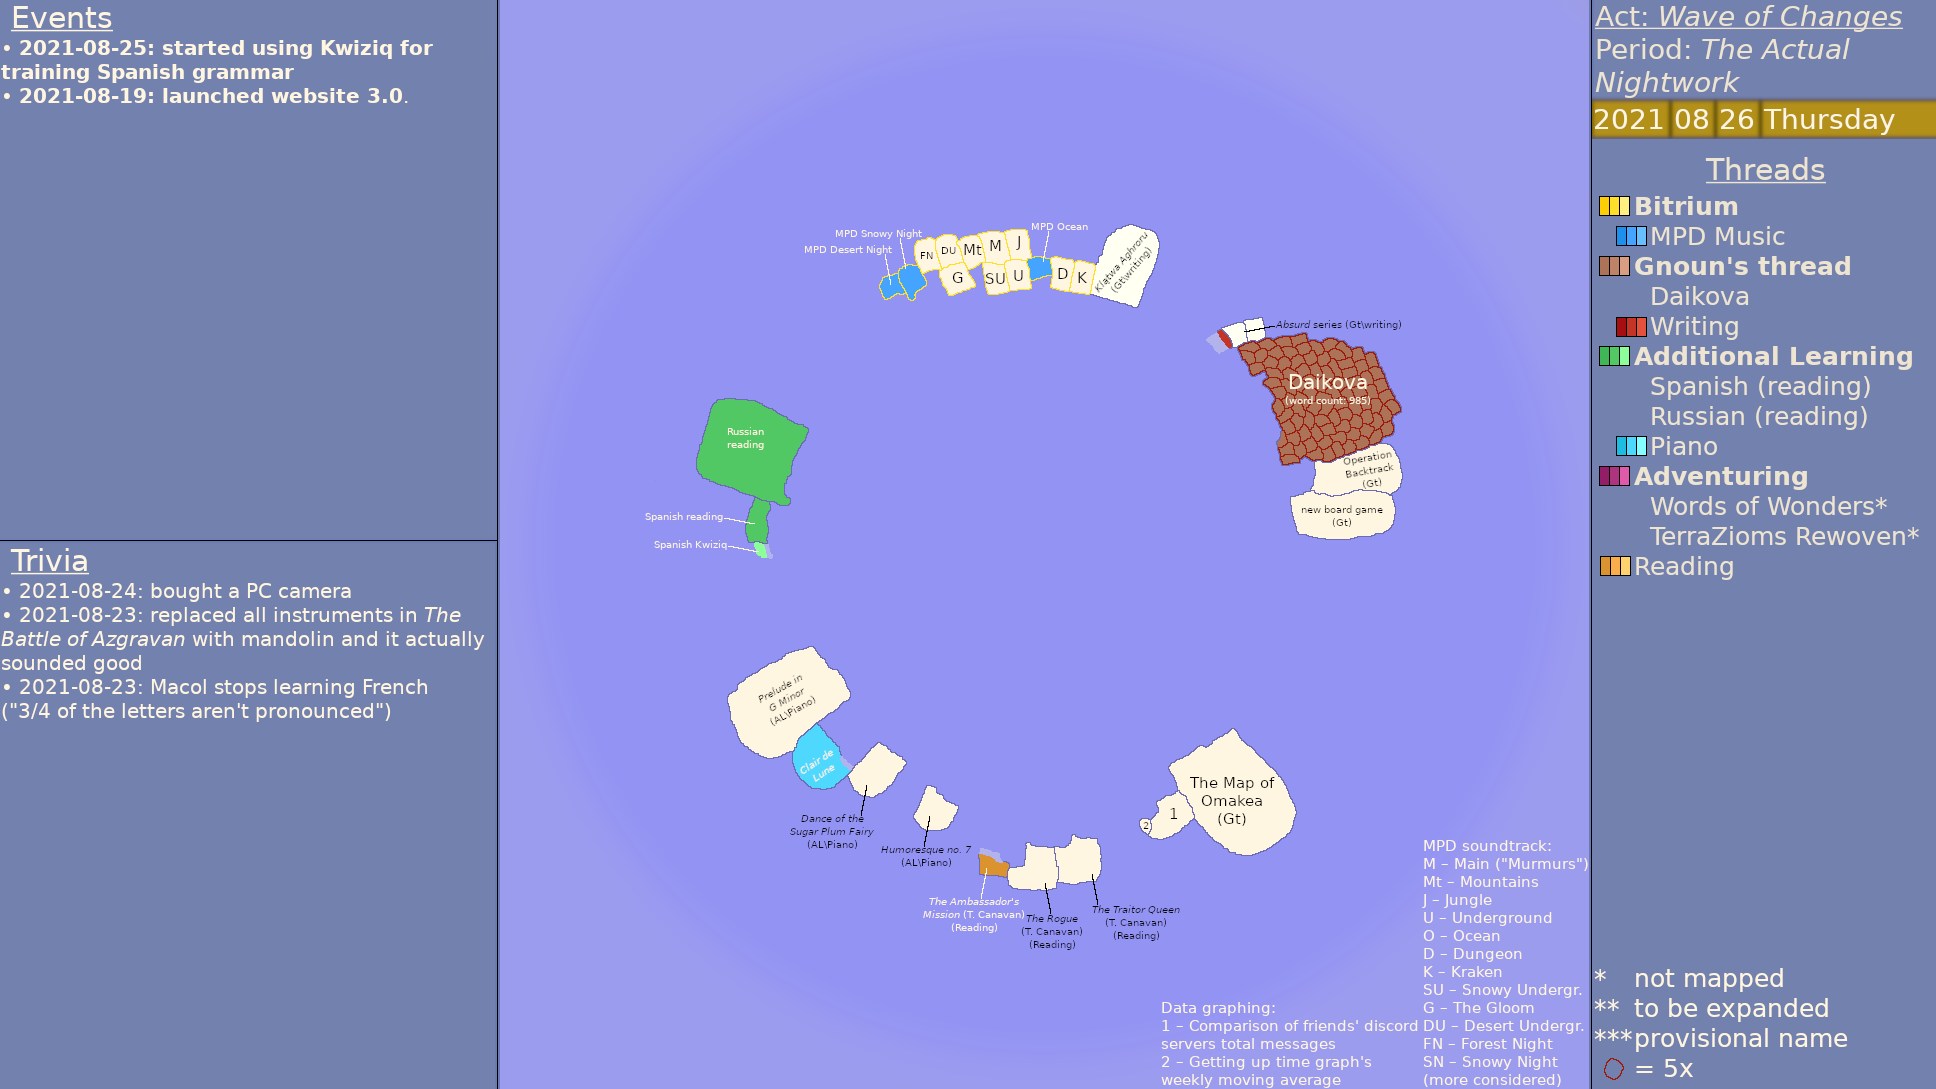 Events
• 2021-08-25: started using Kwiziq for
training Spanish grammar
• 2021-08-19: launched website 3.0.
Trivia
• 2021-08-24: bought a PC camera
• 2021-08-23: replaced all instruments in The
Battle of Azgravan with mandolin and it actually
sounded good
• 2021-08-23: Macol stops learning French
("3/4 of the letters aren't pronounced")
MPD Snowy Night
MPD Desert Night
FN
DU
Mt
M
J
MPD Ocean
G
SU
U
D
K
Klątwa Aghroru
(Gt\writing)
Absurd series (Gt\writing)
Daikova
(word count: 985)
Operation
Backtrack
(Gt)
new board game
(Gt)
Russian
reading
Spanish reading
Spanish Kwiziq
Prelude in
G Minor
(AL\Piano)
Clair de
Lune
Dance of the
Sugar Plum Fairy
(AL\Piano)
Humoresque no. 7
(AL\Piano)
The Ambassador's
Mission (T. Canavan)
(Reading)
The Rogue
(T. Canavan)
(Reading)
The Traitor Queen
(T. Canavan)
(Reading)
The Map of
Omakea
(Gt)
1
2
Data graphing:
1 – Comparison of friends' discord
servers total messages
2 – Getting up time graph's
weekly moving average
MPD soundtrack:
M – Main ("Murmurs")
Mt – Mountains
J – Jungle
U – Underground
O – Ocean
D – Dungeon
K – Kraken
SU – Snowy Undergr.
G – The Gloom
DU – Desert Undergr.
FN – Forest Night
SN – Snowy Night
(more considered)
Act: Wave of Changes
Period: The Actual
Nightwork
2021 08 26 Thursday
Threads
Bitrium
MPD Music
Gnoun's thread
Daikova
Writing
Additional Learning
Spanish (reading)
Russian (reading)
Piano
Adventuring
Words of Wonders*
TerraZioms Rewoven*
Reading
* not mapped
** to be expanded
*** provisional name
= 5x